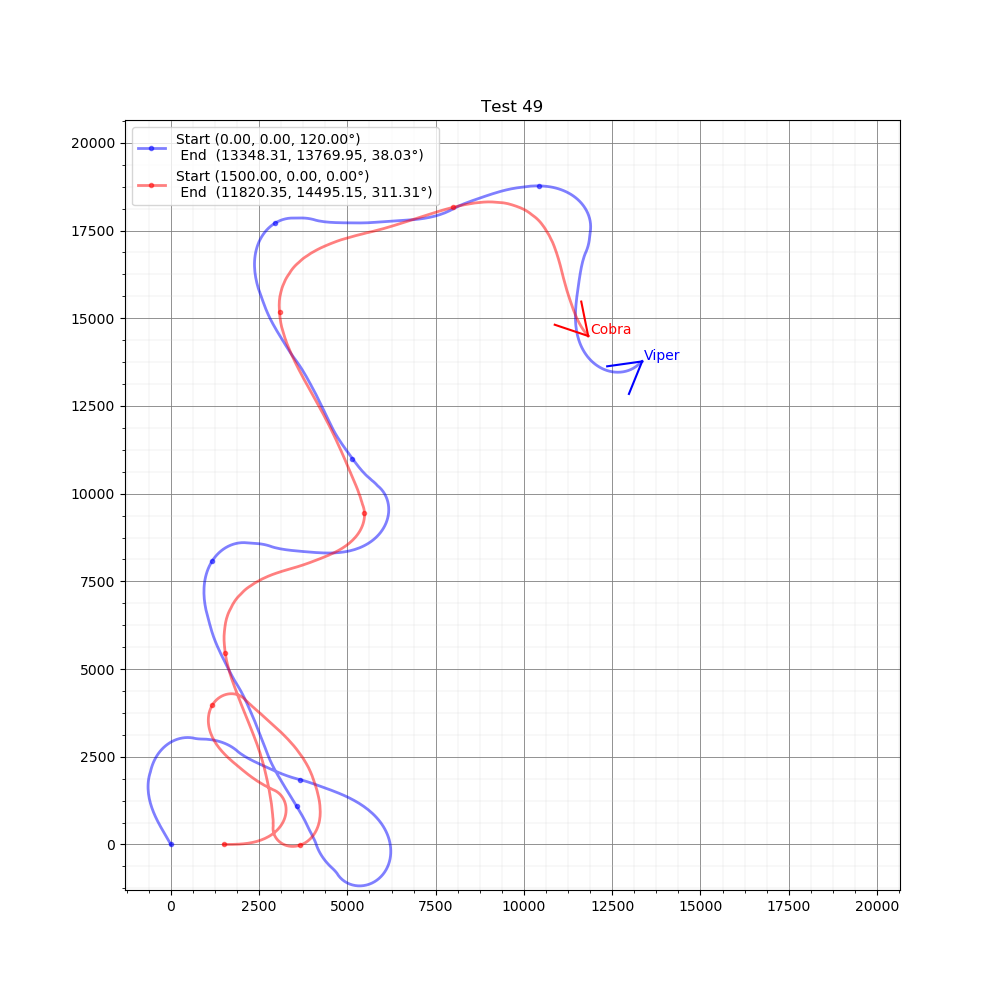 Test 49
Start (0.00, 0.00, 120.00°)
End (13348.31, 13769.95, 38.03°)
Start (1500.00, 0.00, 0.00°)
End (11820.35, 14495.15, 311.31°)
20000
17500
15000
12500
10000
7500
5000
2500
0
Cobra
Viper
0 2500 5000 7500 10000 12500 15000 17500 20000